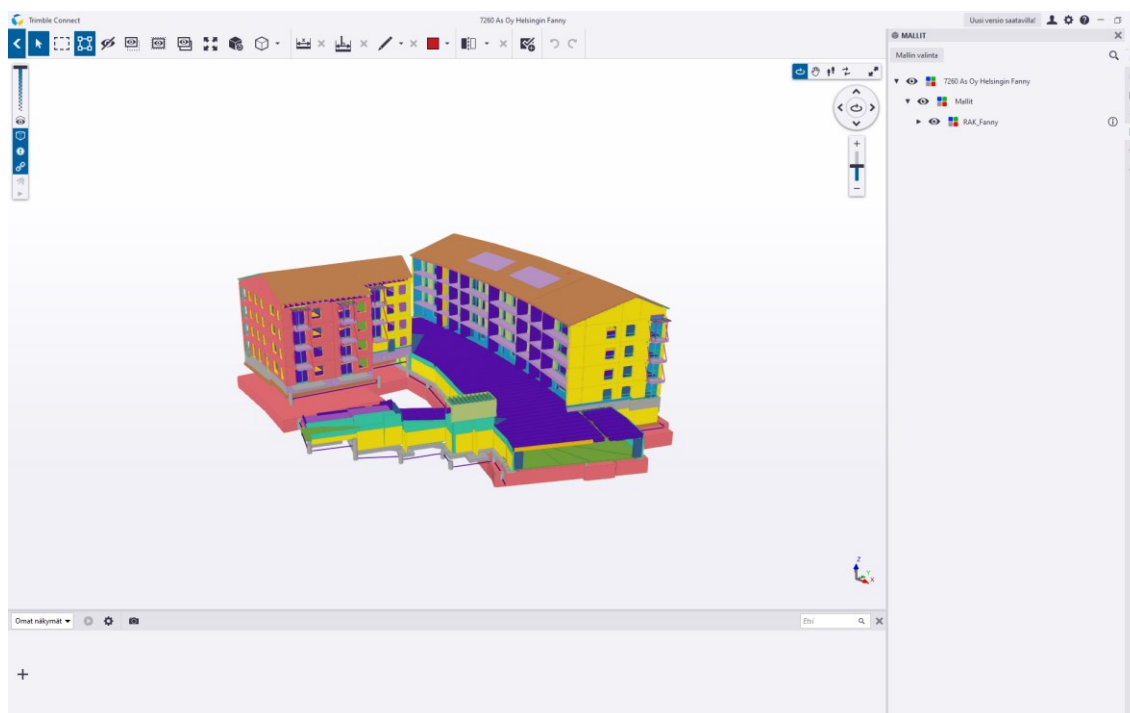 Trimble Connect
7260 As Oy Helsingin Fanny
Uusi versio saatavilla!
MALLIT
Mallin valinta
7260 As Oy Helsingin Fanny
Mallit
RAK_Fanny
Z
Y
X
Omat näkymät
Etsi